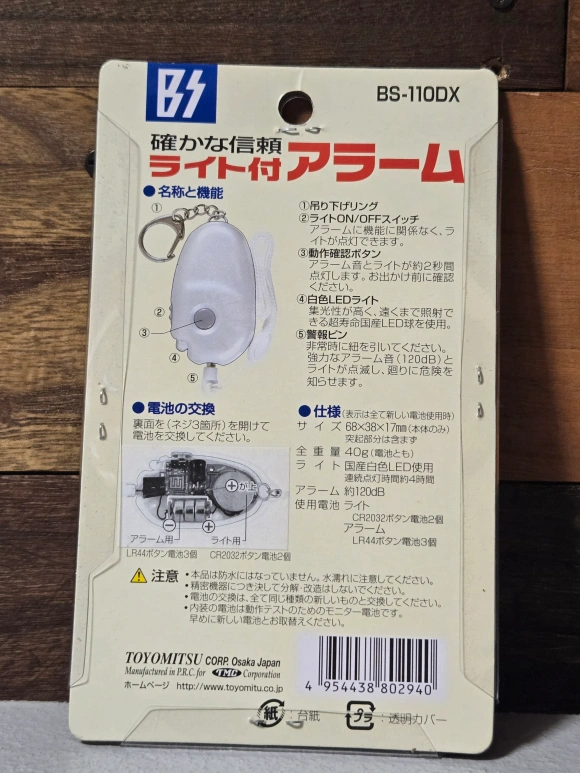 BS
BS-110DX
確かな信頼
ライト付アラーム
●名称と機能
①
②
③
④
⑤
①吊り下げリング
②ライトON/OFFスイッチ
アラームに機能に関係なく、ラ
イトが点灯できます。
③動作確認ボタン
アラーム音とライトが約2秒間
点灯します。お出かけ前に確認
ください。
④白色LEDライト
集光性が高く、遠くまで照射で
きる超寿命国産LED球を使用。
⑤警報ピン
非常時に紐を引いてください。
強力なアラーム音(120dB)と
ライトが点滅し、廻りに危険を
知らせます。
●電池の交換
裏面を(ネジ3箇所)を開けて
電池を交換してください。
⊕が上
⊖ ⊕
アラーム用 ライト用
LR44ボタン電池3個 CR2032ボタン電池2個
●仕様(表示は全て新しい電池使用時)
サイズ 68×38×17㎜(本体のみ)
突起部分は含まず
全重量 40g(電池とも)
ライト 国産白色LED使用
連続点灯時間約4時間
アラーム 約120dB
使用電池 ライト
CR2032ボタン電池2個
アラーム
LR44ボタン電池3個
⚠注意
・本品は防水にはなっていません。水濡れに注意してください。
・精密機器につき決して分解・改造はしないでください。
・電池の交換は、全て同じ種類の新しいものと交換してください。
・内装の電池は動作テストのためのモニター電池です。
早めに新しい電池とお取替えください。
TOYOMITSU CORP. Osaka Japan
Manufactured in P.R.C. for TMC Corporation
ホームページ http://www.toyomitu.co.jp
4 954438 802940
紙:台紙 プラ:透明カバー